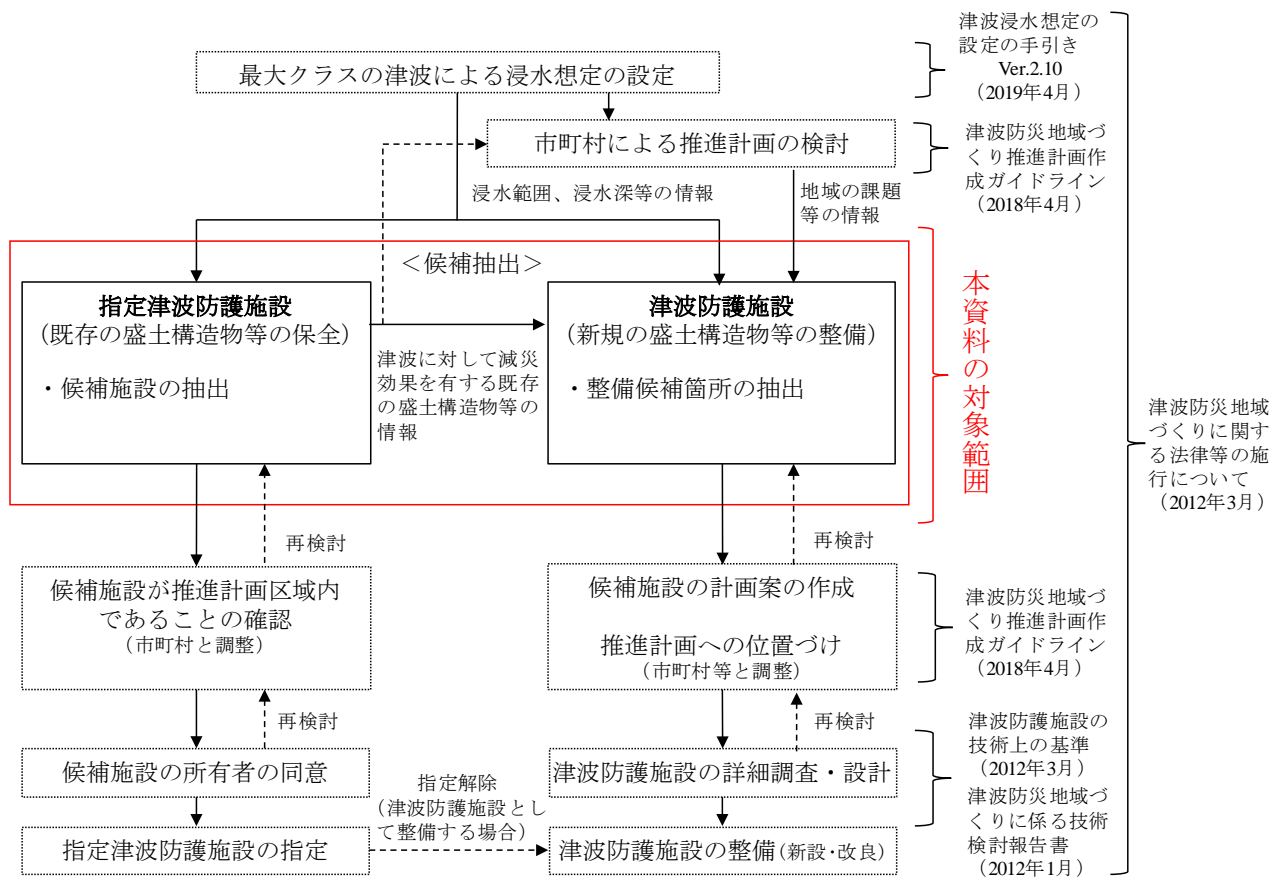 最大クラスの津波による浸水想定の設定
津波浸水想定の
設定の手引き
Ver.2.10
（2019年4月）
市町村による推進計画の検討
津波防災地域づ
くり推進計画作
成ガイドライン
（2018年4月）
浸水範囲、浸水深等の情報
地域の課題
等の情報
＜候補抽出＞
指定津波防護施設
（既存の盛土構造物等の保全）
・候補施設の抽出
津波に対して減災
効果を有する既存
の盛土構造物等の
情報
津波防護施設
（新規の盛土構造物等の整備）
・整備候補箇所の抽出
本資料の対象範囲
津波防災地域
づくりに関す
る法律等の施
行について
（2012年3月）
再検討
再検討
候補施設が推進計画区域内
であることの確認
（市町村と調整）
候補施設の計画案の作成
推進計画への位置づけ
（市町村等と調整）
津波防災地域づ
くり推進計画作
成ガイドライン
（2018年4月）
再検討
再検討
候補施設の所有者の同意
津波防護施設の詳細調査・設計
津波防護施設の
技術上の基準
（2012年3月）
津波防災地域づ
くりに係る技術
検討報告書
（2012年1月）
指定解除
（津波防護施設とし
て整備する場合）
指定津波防護施設の指定
津波防護施設の整備（新設・改良）